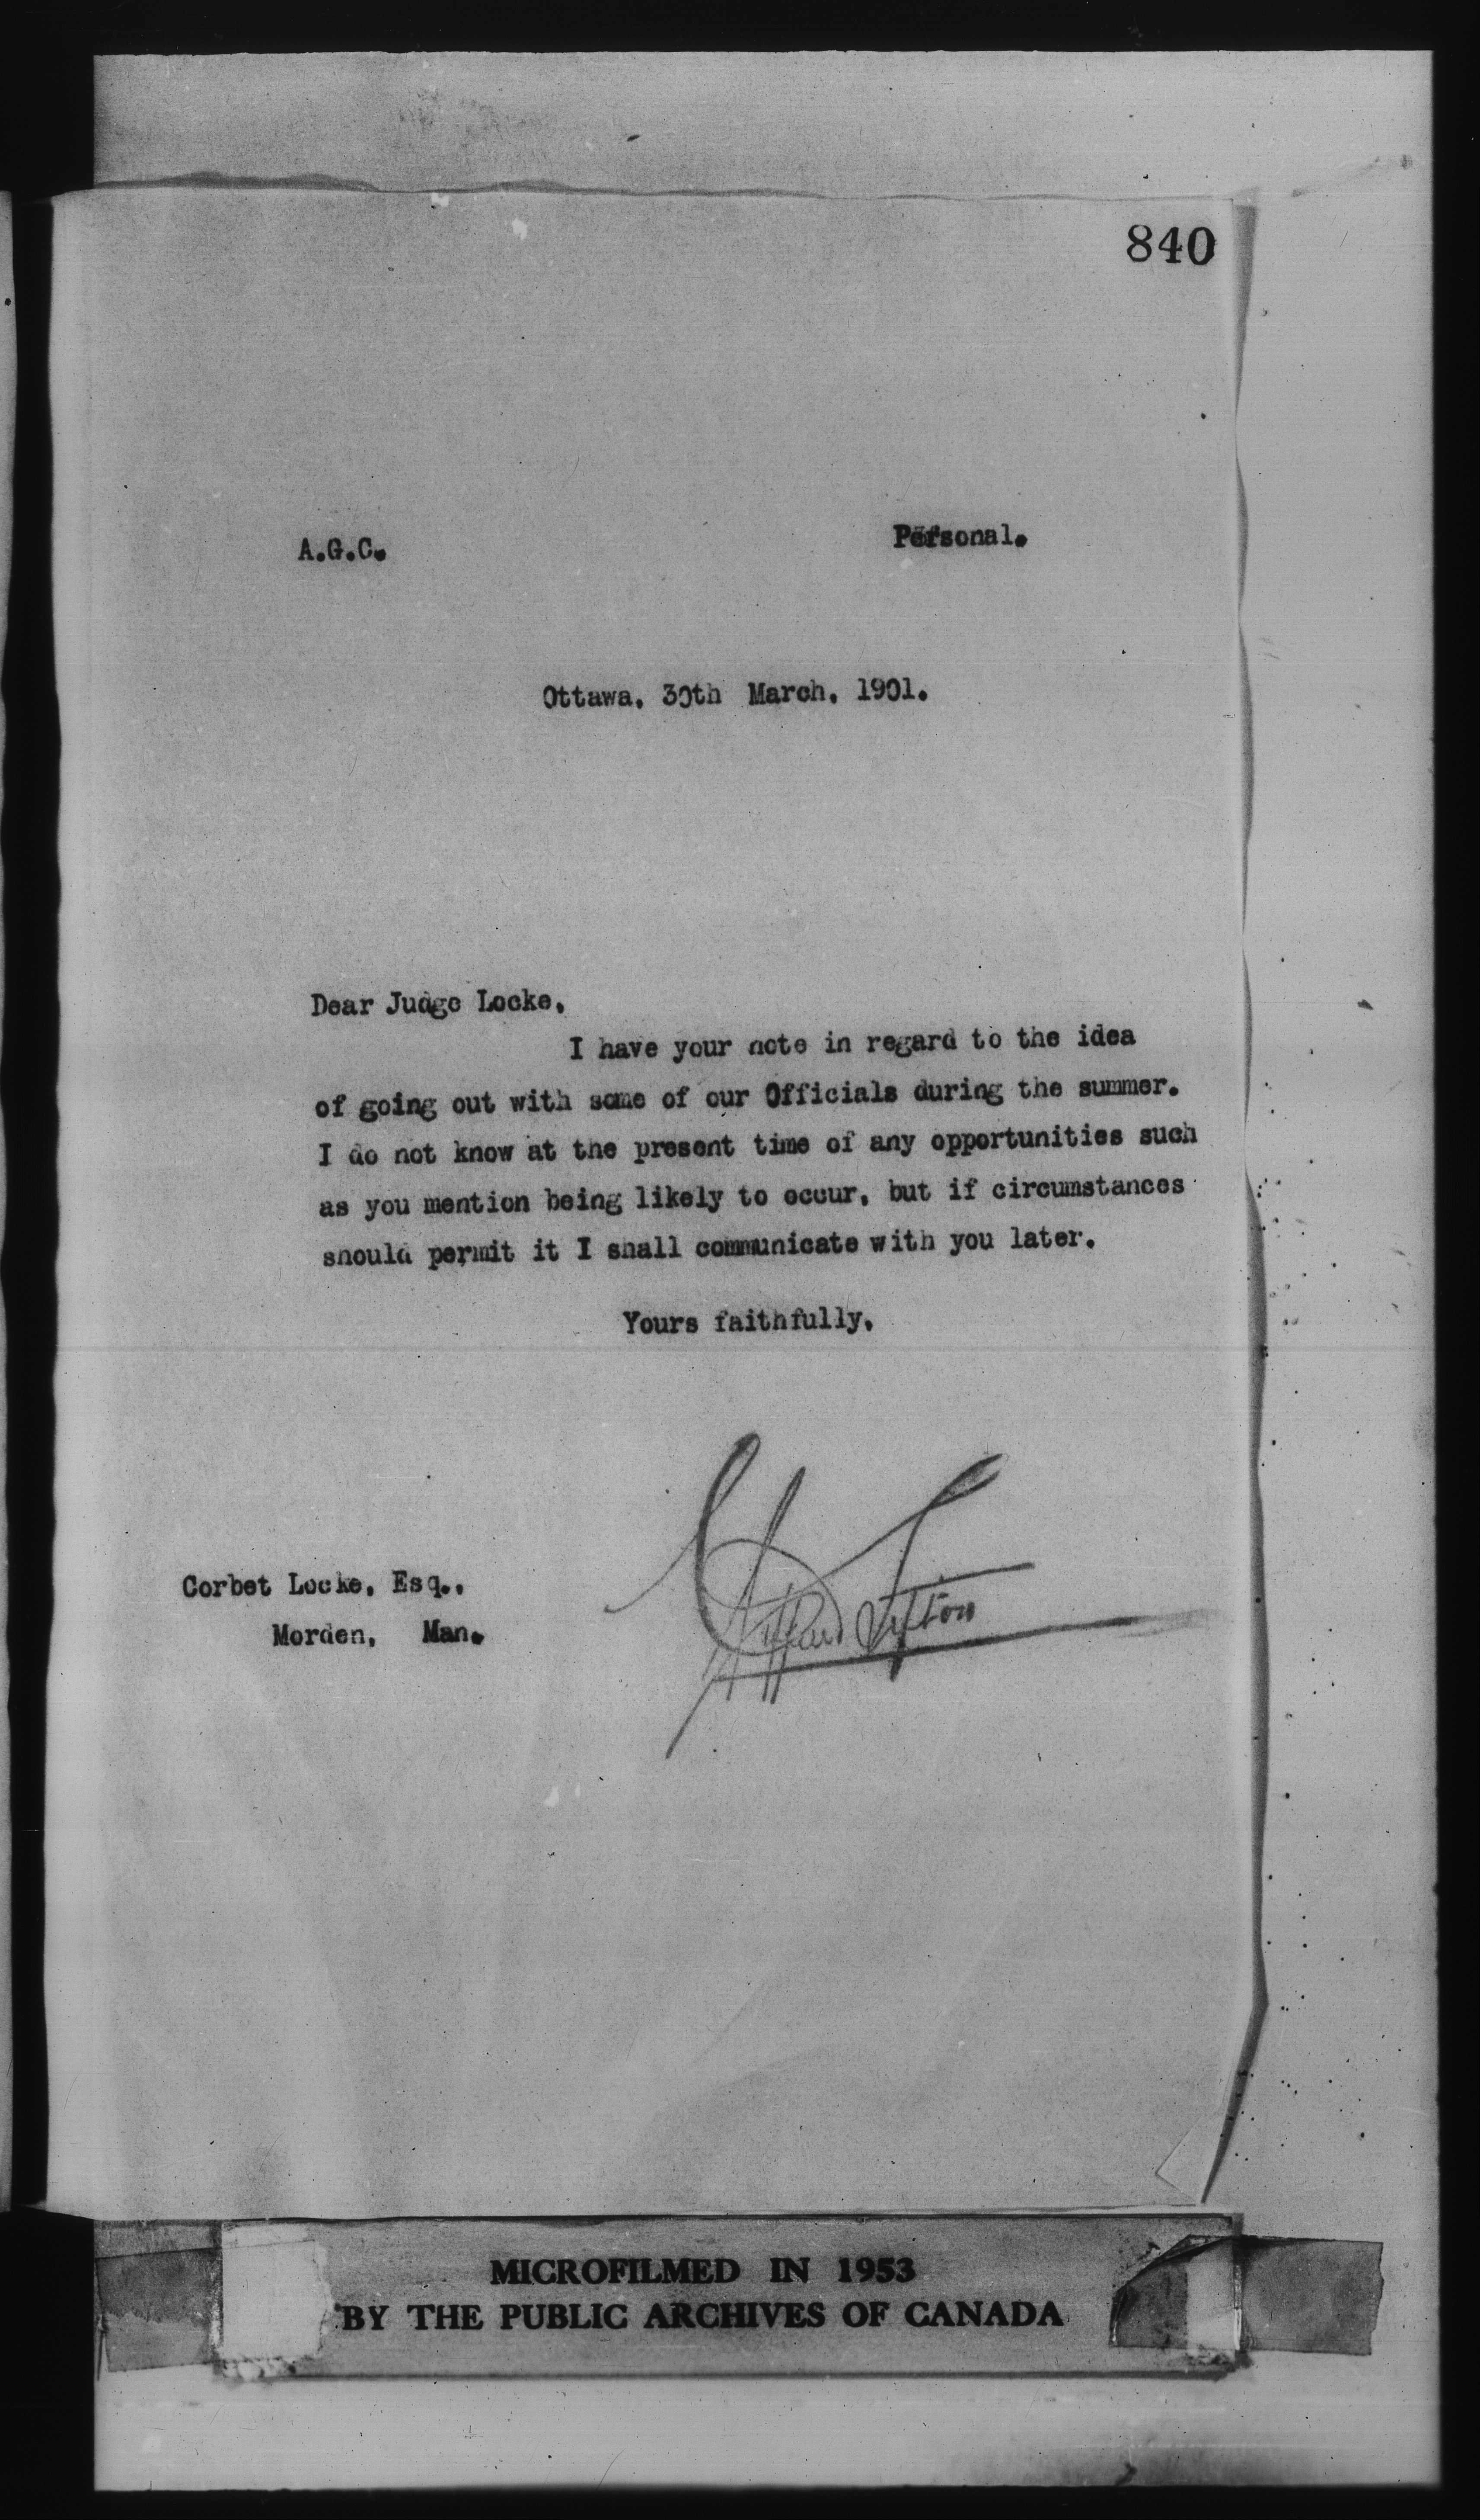 840
A.G.C.
Personal.
Ottawa, 30th March, 1901.
Dear Judge Locke,
I have your note in regard to the idea
of going out with some of our Officials during the summer.
I do not know at the present time of any opportunities such
as you mention being likely to occur, but if circumstances
should permit it I shall communicate with you later.
Yours faithfully,
Clifford Sifton
Corbet Locke, Esq.,
Morden, Man.
MICROFILMED IN 1953
BY THE PUBLIC ARCHIVES OF CANADA